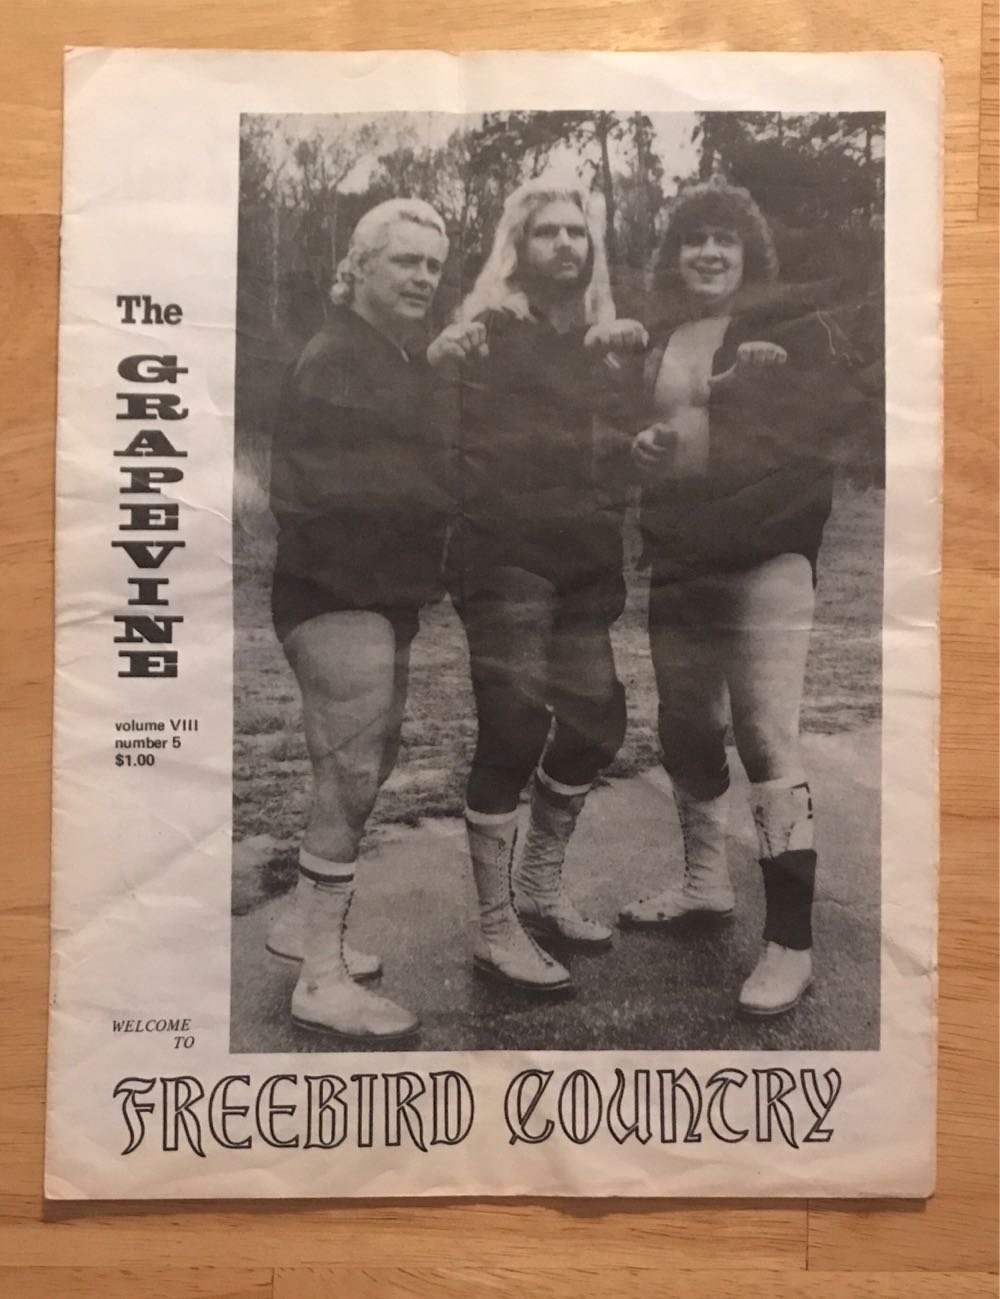 The
GRAPEVINE
volume VIII
number 5
$1.00
WELCOME
TO
FREEBIRD COUNTRY